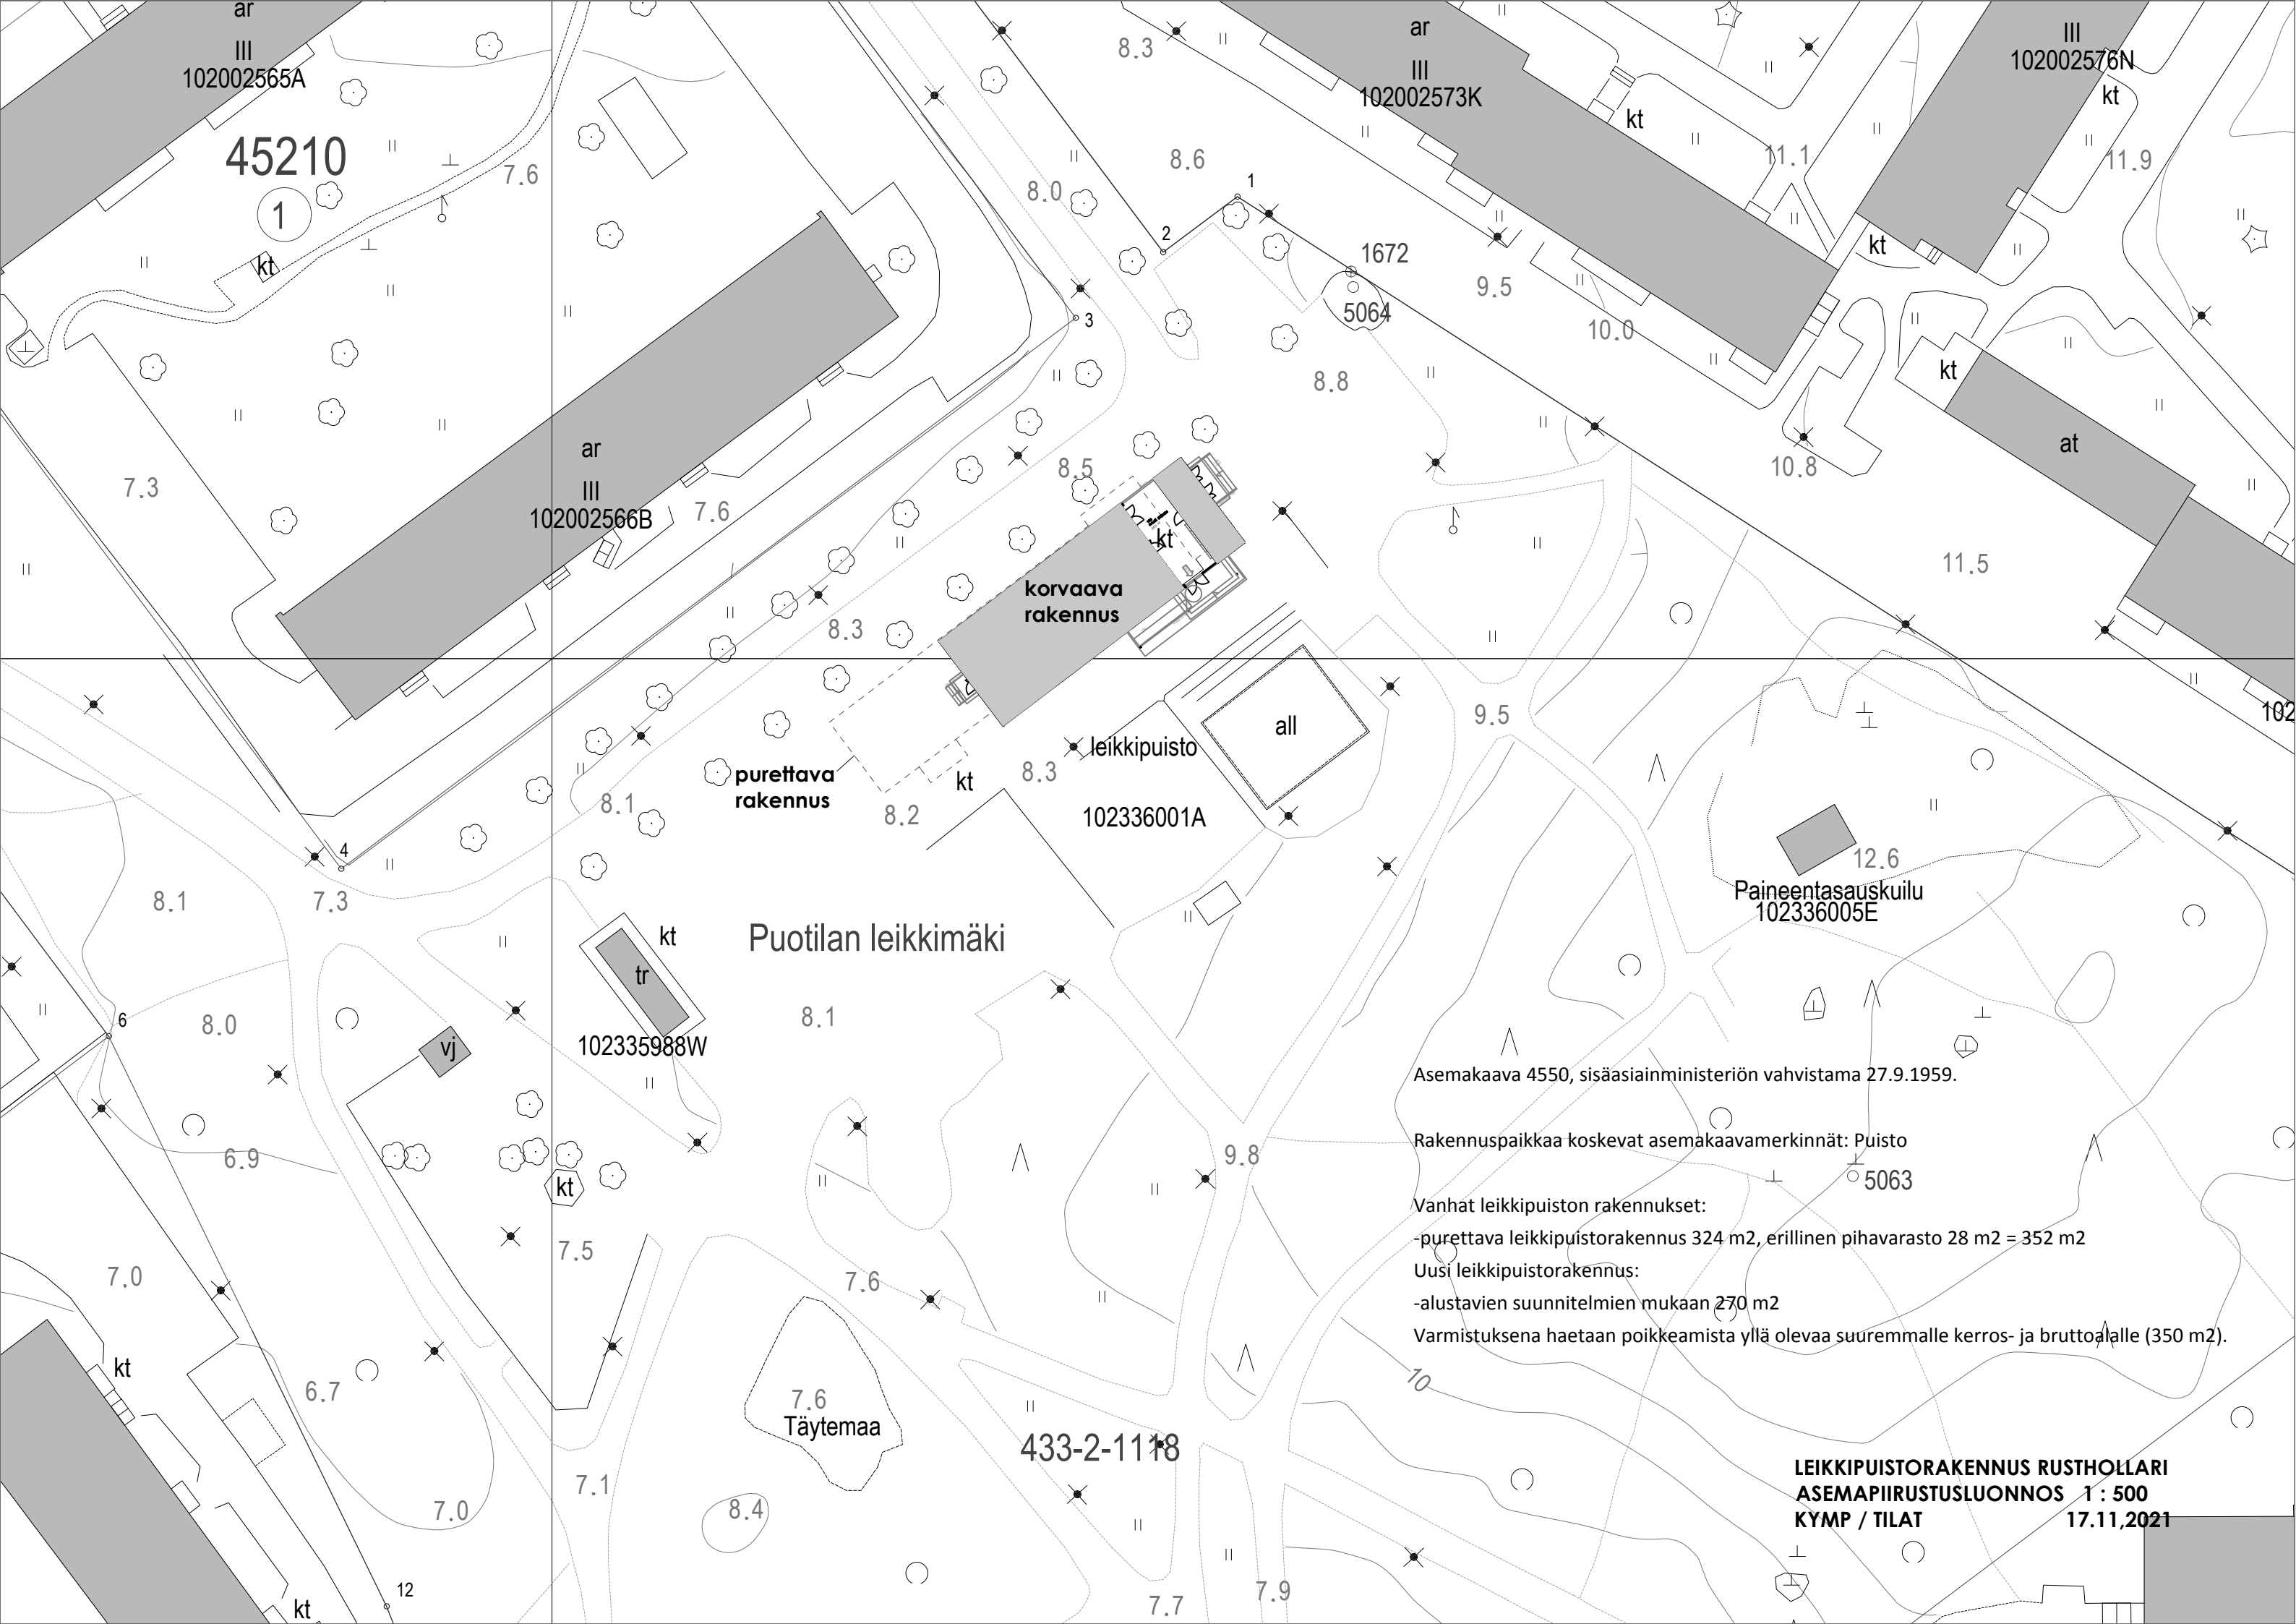 ar
III
102002565A
45210
1
kt
7.6
7.3
ar
III
102002566B
7.6
8.3
8.6
8.0
1
2
3
1672
5064
ar
III
102002573K
kt
III
102002576N
kt
11.1
11.9
kt
9.5
10.0
8.8
kt
at
10.8
11.5
8.5
kt
korvaava
rakennus
8.3
purettava
rakennus
8.1
8.2
kt
8.3
leikkipuisto
102336001A
all
9.5
102
12.6
Paineentasauskuilu
102336005E
4
7.3
8.1
6
8.0
6.9
vj
kt
tr
102335988W
Puotilan leikkimäki
8.1
kt
7.5
7.6
9.8
7.0
kt
6.7
7.0
7.1
7.6
Täytemaa
8.4
433-2-1118
12
kt
7.7
7.9
10
5063
Asemakaava 4550, sisäasiainministeriön vahvistama 27.9.1959.
Rakennuspaikkaa koskevat asemakaavamerkinnät: Puisto
Vanhat leikkipuiston rakennukset:
-purettava leikkipuistorakennus 324 m2, erillinen pihavarasto 28 m2 = 352 m2
Uusi leikkipuistorakennus:
-alustavien suunnitelmien mukaan 270 m2
Varmistuksena haetaan poikkeamista yllä olevaa suuremmalle kerros- ja bruttoalalle (350 m2).
LEIKKIPUISTORAKENNUS RUSTHOLLARI
ASEMAPIIRUSTUSLUONNOS 1 : 500
KYMP / TILAT 17.11,2021